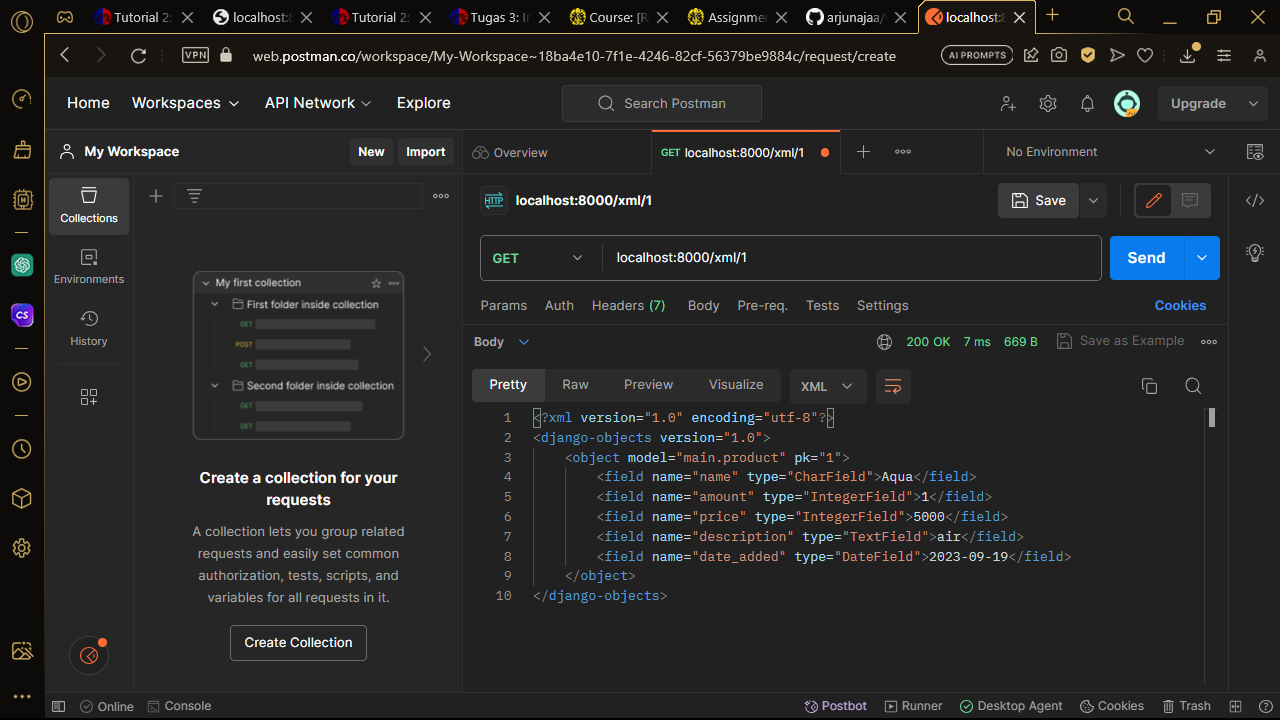 Tutorial 2:
localhost:8
Tutorial 2:
Tugas 3: In
Course: [R
Assignmen
arjunajaa/
localhost:8
VPN
web.postman.co/workspace/My-Workspace~18ba4e10-7f1e-4246-82cf-56379be9884c/request/create
AI PROMPTS
Home
Workspaces
API Network
Explore
Search Postman
Upgrade
My Workspace
New
Import
Overview
GET localhost:8000/xml/1
No Environment
Collections
Environments
History
HTTP
localhost:8000/xml/1
Save
GET
localhost:8000/xml/1
Send
Params
Auth
Headers (7)
Body
Pre-req.
Tests
Settings
Cookies
Body
200 OK
7 ms
669 B
Save as Example
Pretty
Raw
Preview
Visualize
XML
My first collection
First folder inside collection
GET
POST
GET
Second folder inside collection
GET
GET
Create a collection for your
requests
A collection lets you group related
requests and easily set common
authorization, tests, scripts, and
variables for all requests in it.
Create Collection
1 <?xml version="1.0" encoding="utf-8"?>
2 <django-objects version="1.0">
3 <object model="main.product" pk="1">
4 <field name="name" type="CharField">Aqua</field>
5 <field name="amount" type="IntegerField">1</field>
6 <field name="price" type="IntegerField">5000</field>
7 <field name="description" type="TextField">air</field>
8 <field name="date_added" type="DateField">2023-09-19</field>
9 </object>
10 </django-objects>
Online
Console
Postbot
Runner
Desktop Agent
Cookies
Trash